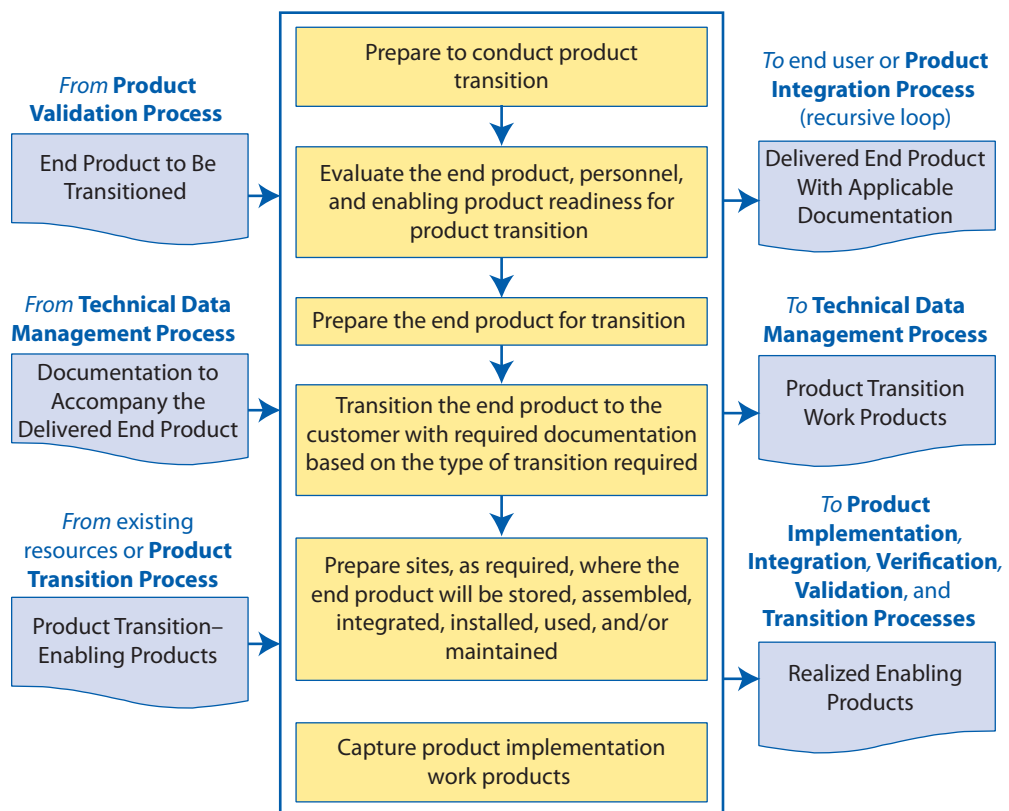 From Product
Validation Process
End Product to Be
Transitioned
From Technical Data
Management Process
Documentation to
Accompany the
Delivered End Product
From existing
resources or Product
Transition Process
Product Transition–
Enabling Products
Prepare to conduct product
transition
Evaluate the end product, personnel,
and enabling product readiness for
product transition
Prepare the end product for transition
Transition the end product to the
customer with required documentation
based on the type of transition required
Prepare sites, as required, where the
end product will be stored, assembled,
integrated, installed, used, and/or
maintained
Capture product implementation
work products
To end user or Product
Integration Process
(recursive loop)
Delivered End Product
With Applicable
Documentation
To Technical Data
Management Process
Product Transition
Work Products
To Product
Implementation,
Integration, Verification,
Validation, and
Transition Processes
Realized Enabling
Products